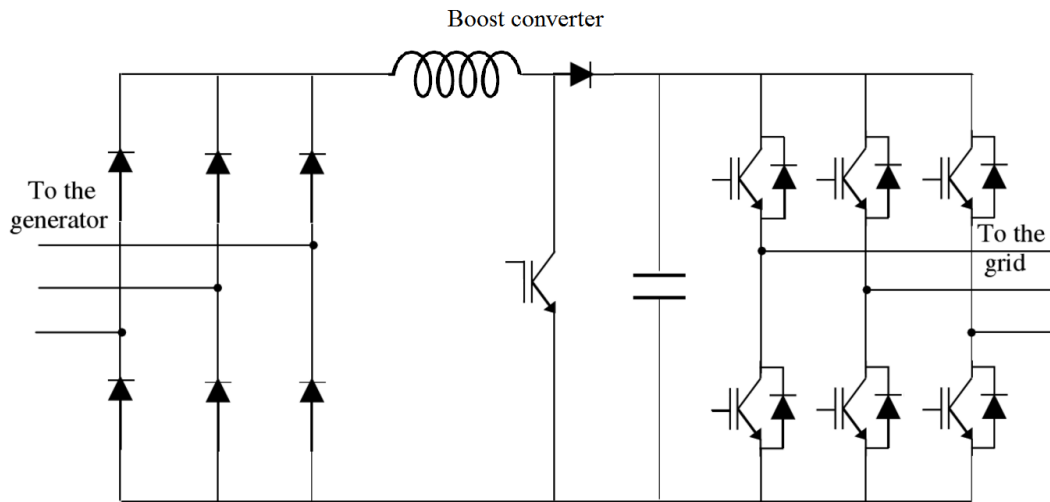 Boost converter
To the
generator
To the
grid